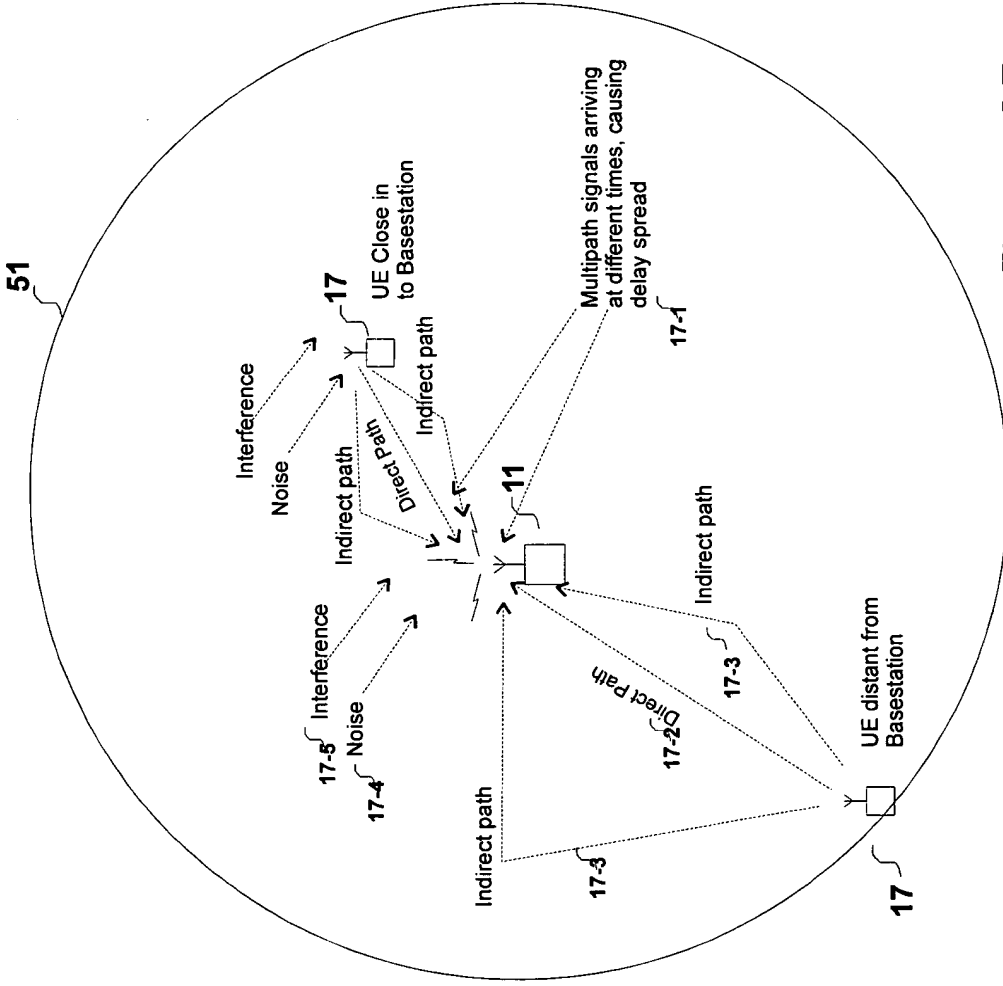 51
Interference
Noise
17
UE Close in
to Basestation
Indirect path
Direct Path
Indirect path
17-5 Interference
Noise
17-4
11
Multipath signals arriving
at different times, causing
delay spread
17-1
Indirect path
17-3
Direct Path
17-2
Indirect path
17-3
UE distant from
Basestation
17